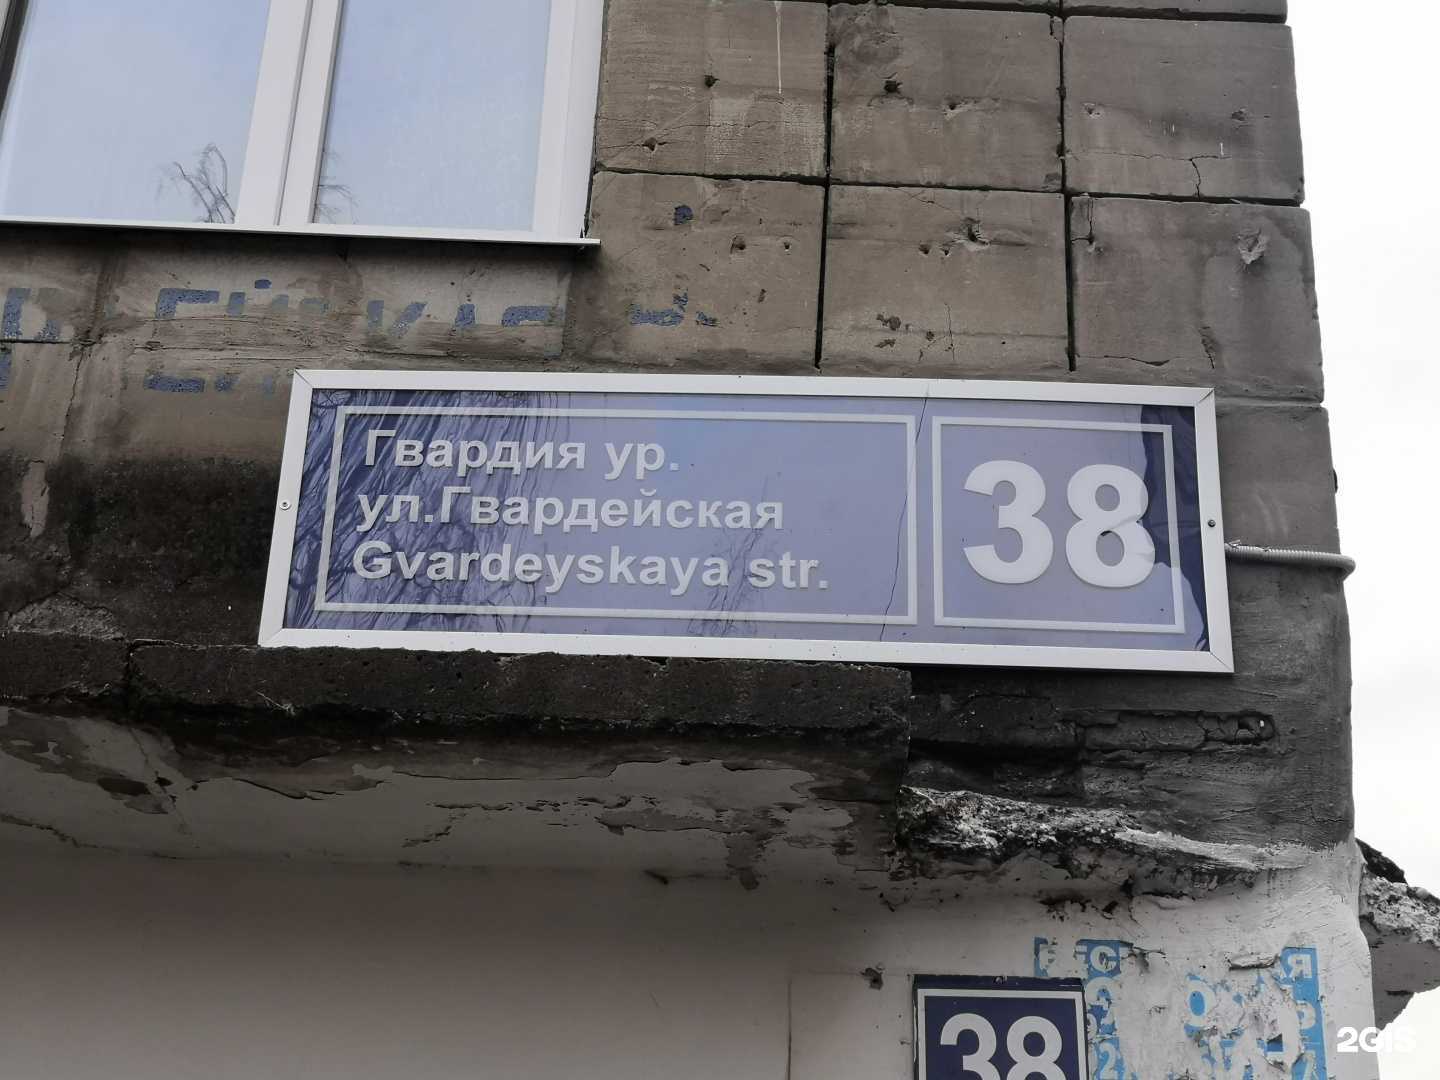 Гвардия ур.
ул.Гвардейская
Gvardeyskaya str.
38
38
2GIS